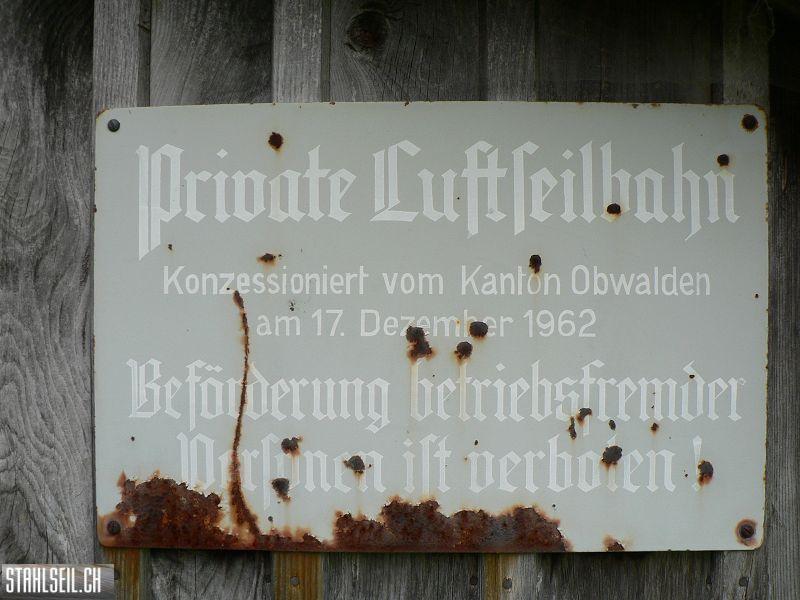 Private Luftseilbahn
Konzessioniert vom Kanton Obwalden
am 17. Dezember 1962
Beförderung betriebsfremder
Personen ist verboten!
STAHLSEIL.CH